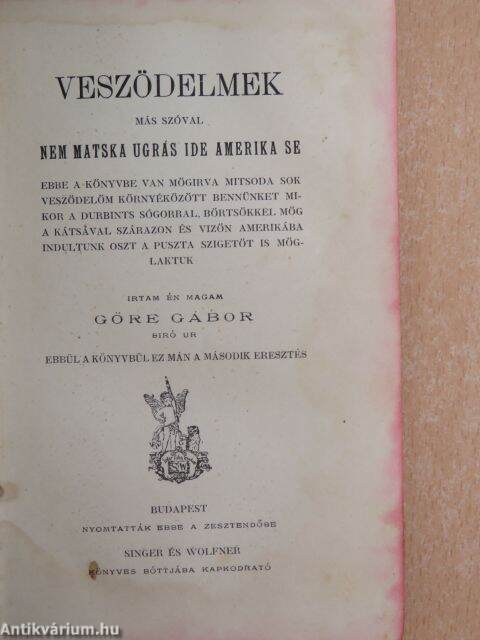 VESZÖDELMEK
MÁS SZÓVAL
NEM MATSKA UGRÁS IDE AMERIKA SE
EBBE A KÖNYVBE VAN MÖGIRVA MITSODA SOK
VESZÖDELÖM KÖRNYÉKÖZÖTT BENNÜNKET MI-
KOR A DURBINTS SÓGORRAL, BÖRTSÖKKEL MÖG
A KÁTSÁVAL SZÁRAZON ÉS VIZÖN AMERIKÁBA
INDULTUNK OSZT A PUSZTA SZIGETÖT IS MÖG-
LAKTUK
IRTAM ÉN MAGAM
GÖRE GÁBOR
BIRÓ UR
EBBÜL A KÖNYVBÜL EZ MÁN A MÁSODIK ERESZTÉS
BUDAPEST
NYOMTATTÁK EBBE A ZESZTENDŐBE
SINGER ÉS WOLFNER
KÖNYVES BÓTTJÁBA KAPKODHATÓ
Antikvárium.hu